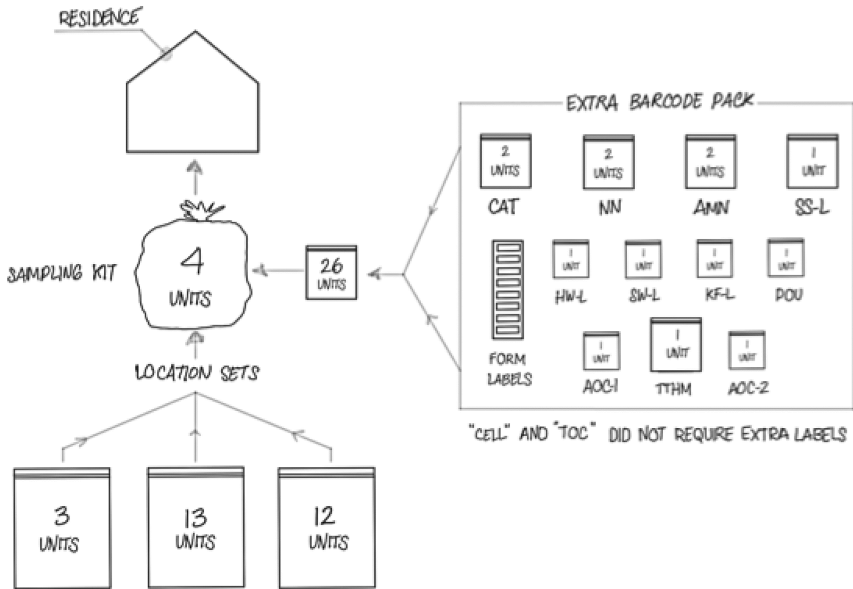 RESIDENCE
EXTRA BARCODE PACK
2
UNITS
CAT
2
UNITS
NN
2
UNITS
AMN
1
UNIT
SS-L
SAMPLING KIT
4
UNITS
26
UNITS
FORM
LABELS
1
UNIT
HW-L
1
UNIT
SW-L
1
UNIT
KF-L
1
UNIT
POU
1
UNIT
AOC-1
1
UNIT
TTHM
1
UNIT
AOC-2
LOCATION SETS
"CELL" AND "TOC" DID NOT REQUIRE EXTRA LABELS
3
UNITS
13
UNITS
12
UNITS